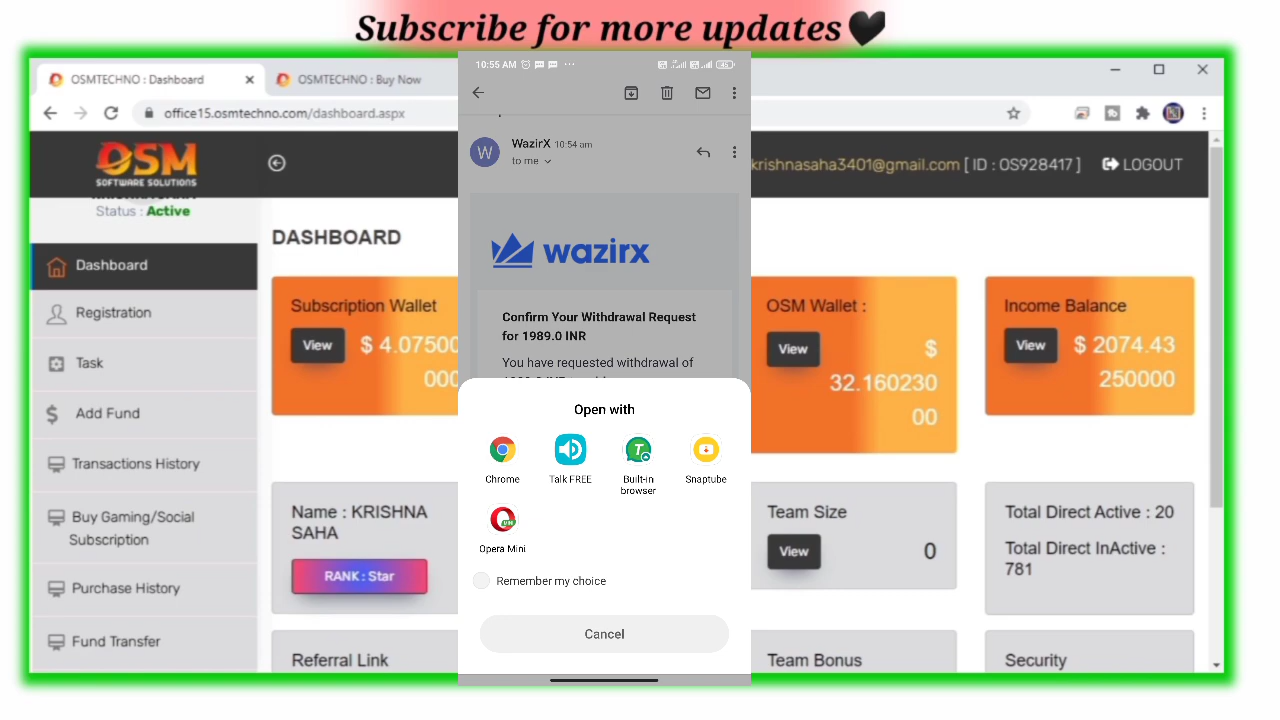 Subscribe for more updates🖤
OSMTECHNO : Dashboard
OSMTECHNO : Buy Now
office15.osmtechno.com/dashboard.aspx
OSM
SOFTWARE SOLUTIONS
krishnasaha3401@gmail.com [ ID : OS928417 ]
LOGOUT
Status : Active
Dashboard
Registration
Task
Add Fund
Transactions History
Buy Gaming/Social
Subscription
Purchase History
Fund Transfer
DASHBOARD
Subscription Wallet
View
$ 4.07500
000
Name : KRISHNA
SAHA
RANK : Star
Referral Link
10:55 AM
45
W
WazirX 10:54 am
to me
wazirx
Confirm Your Withdrawal Request
for 1989.0 INR
You have requested withdrawal of
Open with
Chrome
Talk FREE
Built-in
browser
Snaptube
Opera Mini
Remember my choice
Cancel
OSM Wallet :
View
$
32.160230
00
Income Balance
View
$ 2074.43
250000
Team Size
View
0
Total Direct Active : 20
Total Direct InActive :
781
Team Bonus
Security